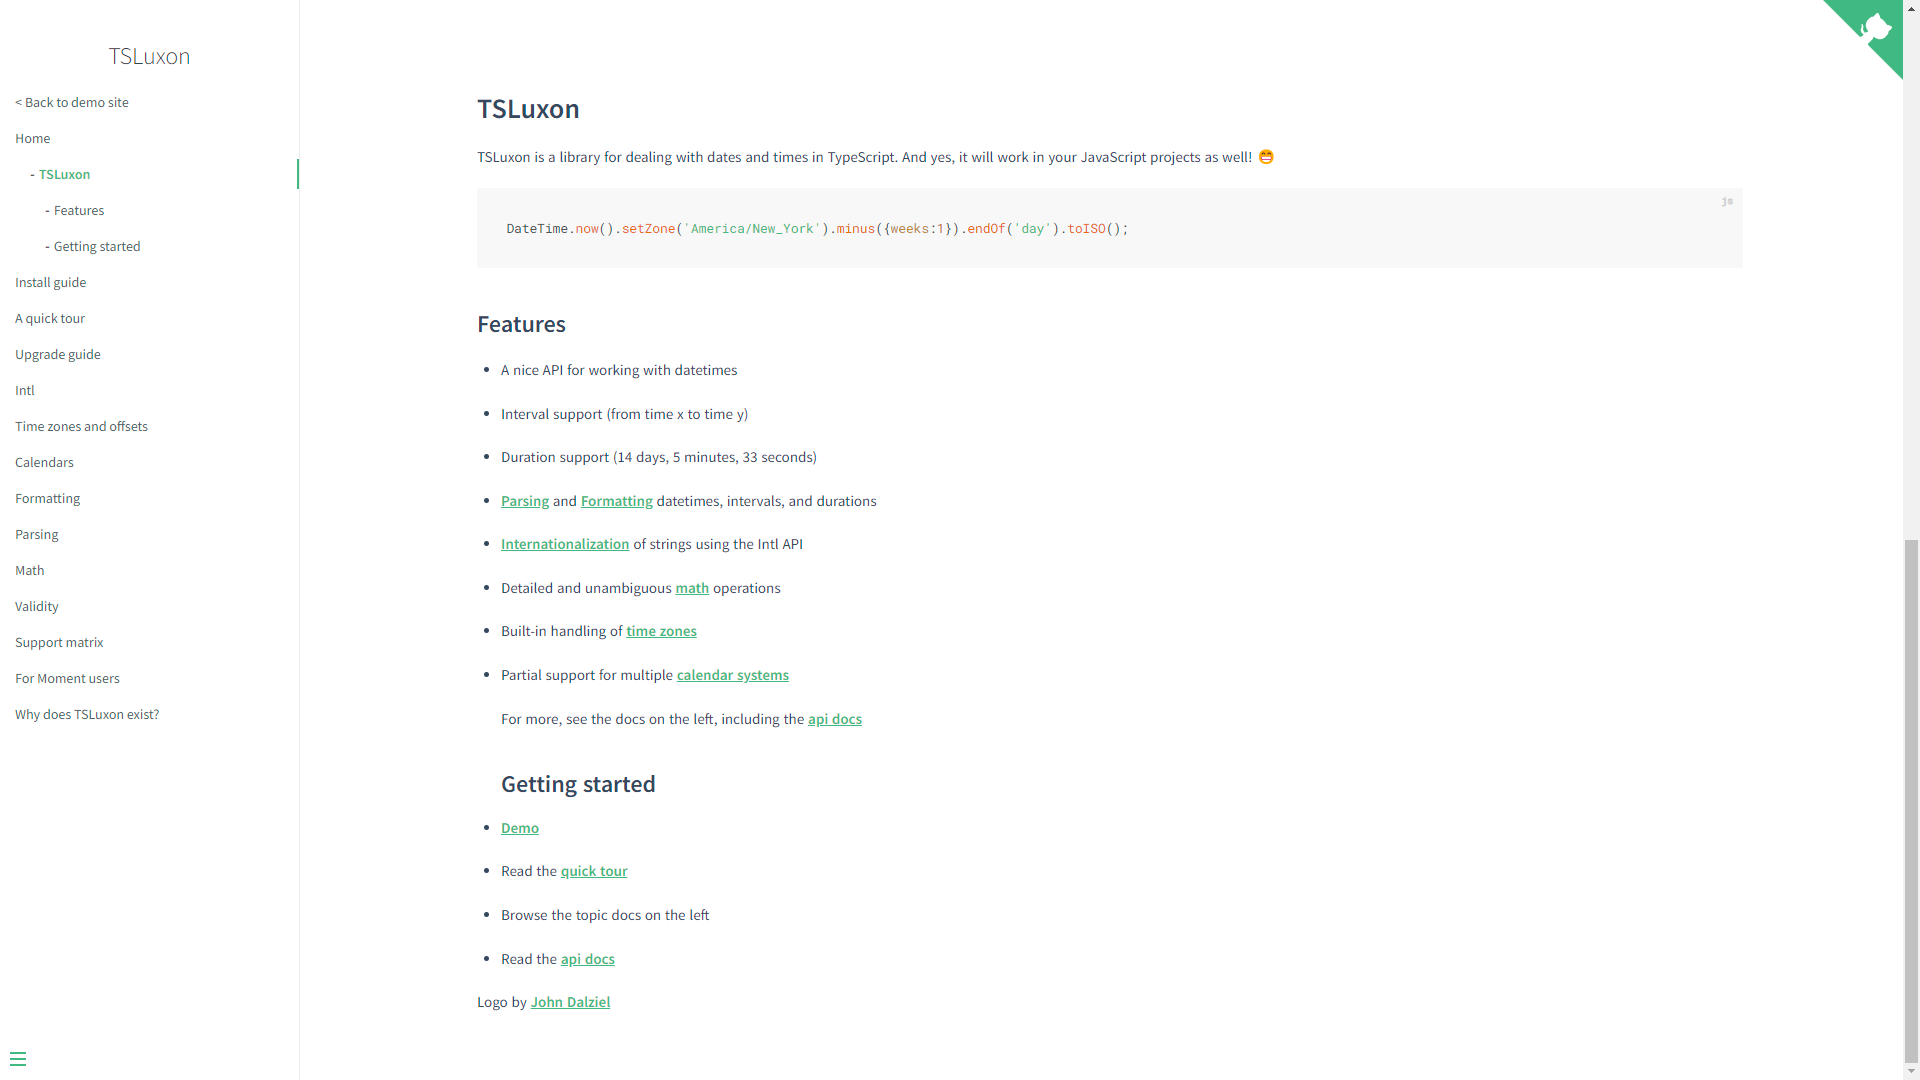 TSLuxon
< Back to demo site
Home
- TSLuxon
- Features
- Getting started
Install guide
A quick tour
Upgrade guide
Intl
Time zones and offsets
Calendars
Formatting
Parsing
Math
Validity
Support matrix
For Moment users
Why does TSLuxon exist?
TSLuxon
TSLuxon is a library for dealing with dates and times in TypeScript. And yes, it will work in your JavaScript projects as well! 😁
js
DateTime.now().setZone('America/New_York').minus({weeks:1}).endOf('day').toISO();
Features
• A nice API for working with datetimes
• Interval support (from time x to time y)
• Duration support (14 days, 5 minutes, 33 seconds)
• Parsing and Formatting datetimes, intervals, and durations
• Internationalization of strings using the Intl API
• Detailed and unambiguous math operations
• Built-in handling of time zones
• Partial support for multiple calendar systems
For more, see the docs on the left, including the api docs
Getting started
• Demo
• Read the quick tour
• Browse the topic docs on the left
• Read the api docs
Logo by John Dalziel